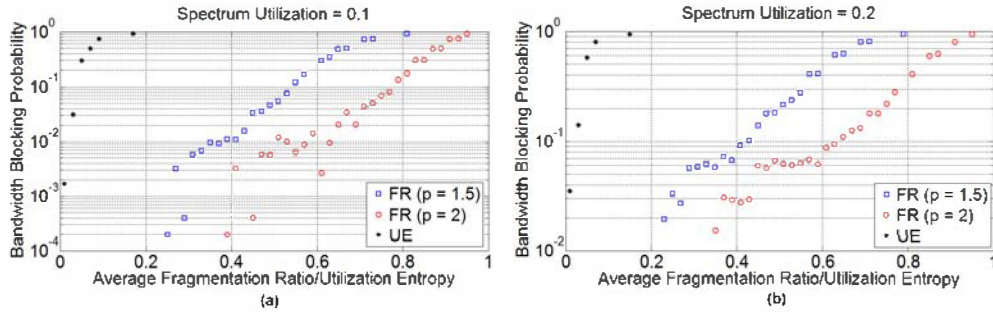 (a)
Spectrum Utilization = 0.1
Bandwidth Blocking Probability
10^0
10^-1
10^-2
10^-3
10^-4
FR (p = 1.5)
FR (p = 2)
UE
0 0.2 0.4 0.6 0.8 1
Average Fragmentation Ratio/Utilization Entropy
(a)
(b)
Spectrum Utilization = 0.2
Bandwidth Blocking Probability
10^0
10^-1
10^-2
FR (p = 1.5)
FR (p = 2)
UE
0 0.2 0.4 0.6 0.8 1
Average Fragmentation Ratio/Utilization Entropy
(b)